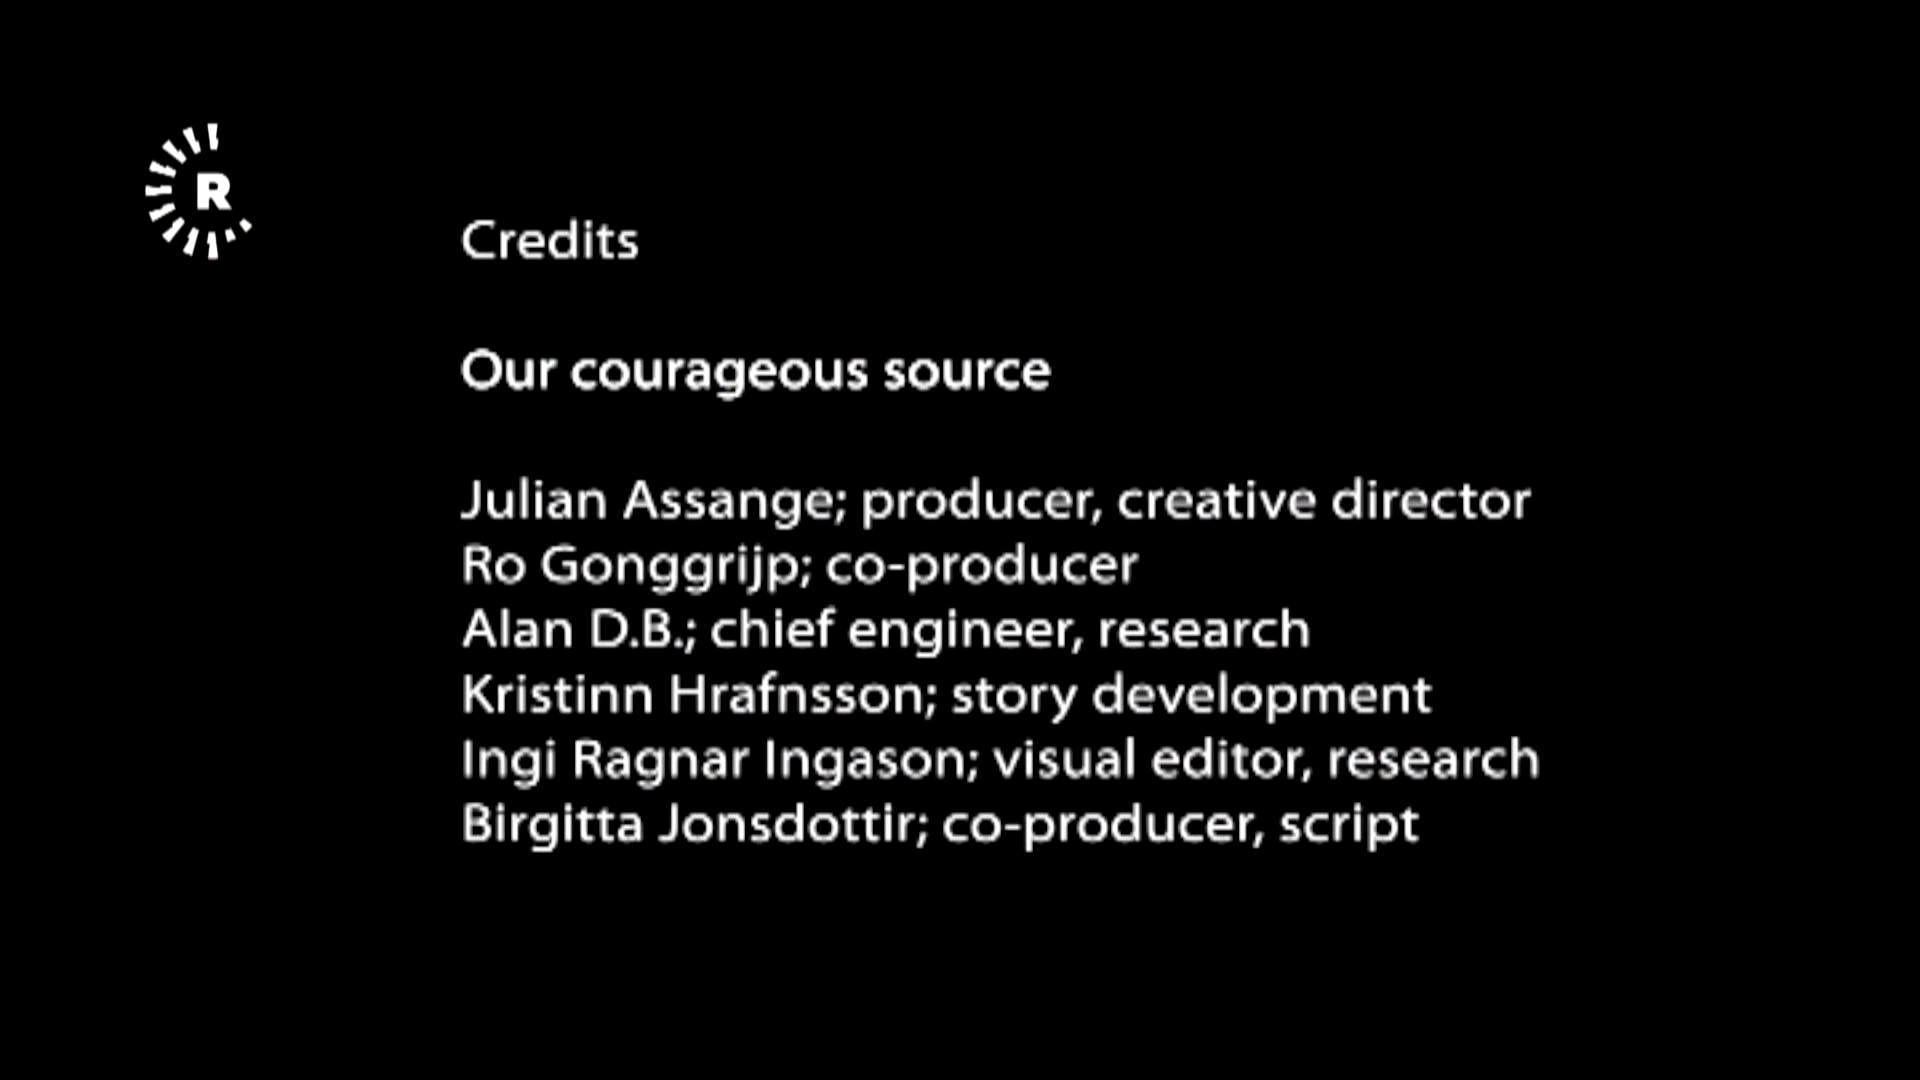 R
Credits
Our courageous source
Julian Assange; producer, creative director
Ro Gonggrijp; co-producer
Alan D.B.; chief engineer, research
Kristinn Hrafnsson; story development
Ingi Ragnar Ingason; visual editor, research
Birgitta Jonsdottir; co-producer, script